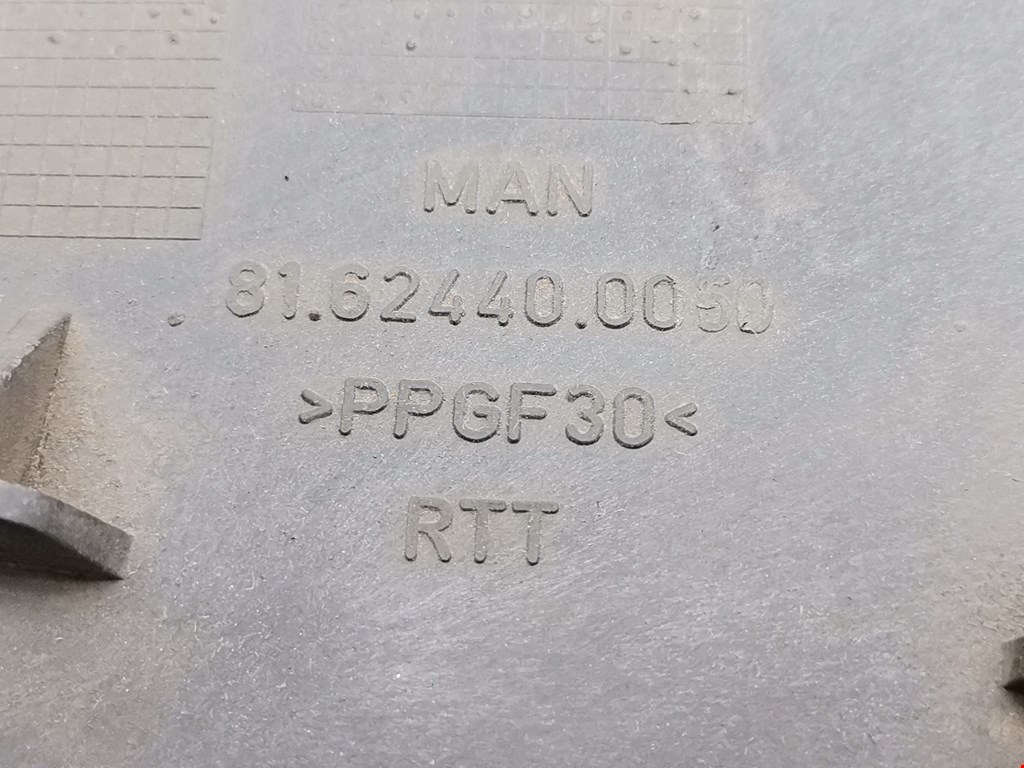 MAN
81.62440.0050
>PPGF30<
RTT